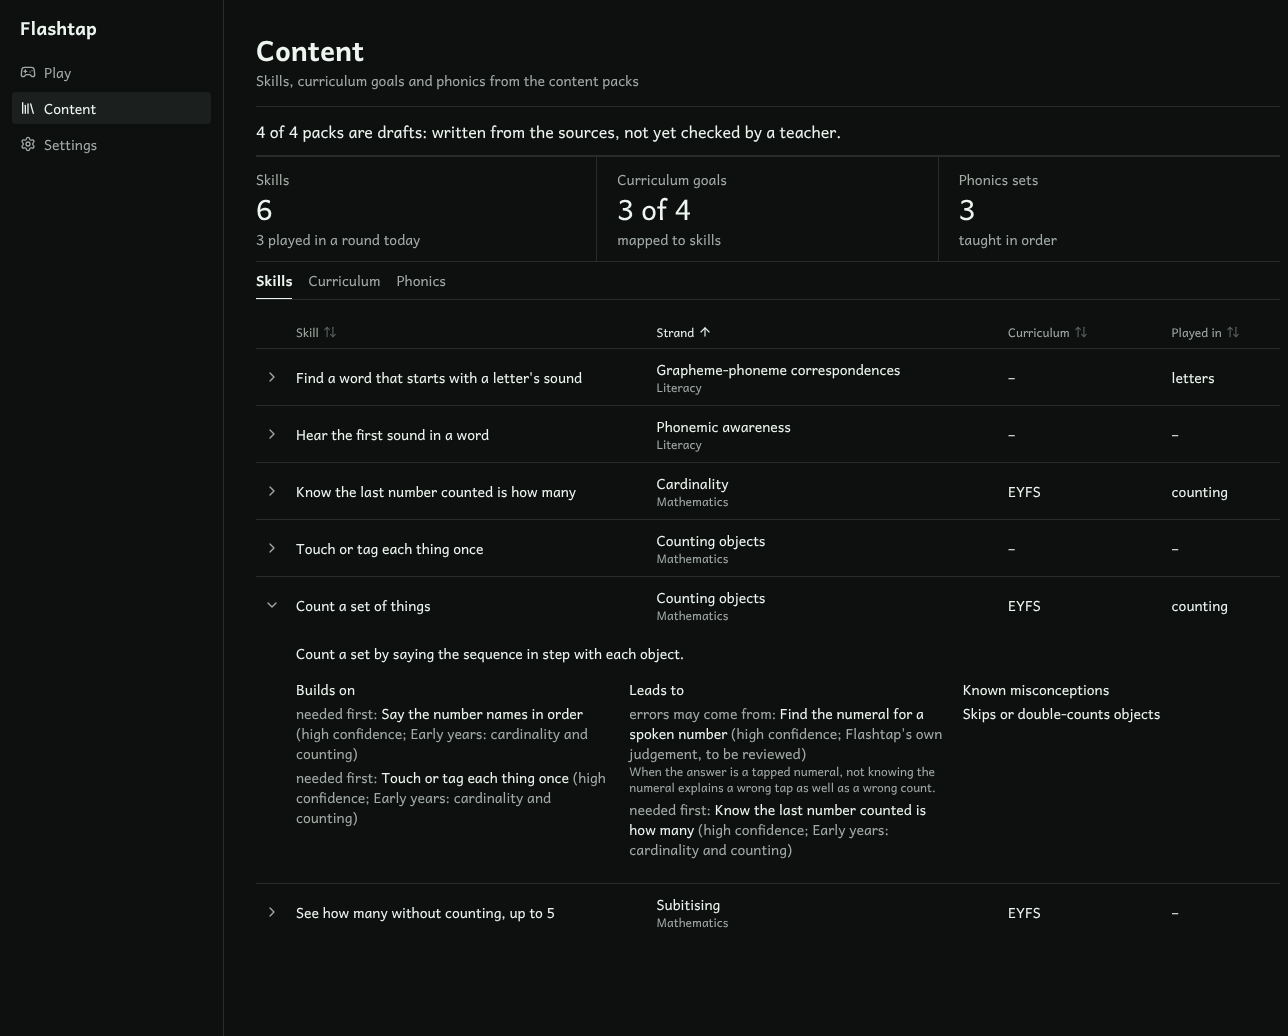 Flashtap
Play
Content
Settings
Content
Skills, curriculum goals and phonics from the content packs
4 of 4 packs are drafts: written from the sources, not yet checked by a teacher.
Skills
6
3 played in a round today
Curriculum goals
3 of 4
mapped to skills
Phonics sets
3
taught in order
Skills Curriculum Phonics
Skill Strand Curriculum Played in
Find a word that starts with a letter's sound
Grapheme-phoneme correspondences
Literacy
–
letters
Hear the first sound in a word
Phonemic awareness
Literacy
–
–
Know the last number counted is how many
Cardinality
Mathematics
EYFS
counting
Touch or tag each thing once
Counting objects
Mathematics
–
–
Count a set of things
Counting objects
Mathematics
EYFS
counting
Count a set by saying the sequence in step with each object.
Builds on
needed first: Say the number names in order
(high confidence; Early years: cardinality and
counting)
needed first: Touch or tag each thing once (high
confidence; Early years: cardinality and
counting)
Leads to
errors may come from: Find the numeral for a
spoken number (high confidence; Flashtap's own
judgement, to be reviewed)
When the answer is a tapped numeral, not knowing the
numeral explains a wrong tap as well as a wrong count.
needed first: Know the last number counted is
how many (high confidence; Early years:
cardinality and counting)
Known misconceptions
Skips or double-counts objects
See how many without counting, up to 5
Subitising
Mathematics
EYFS
–